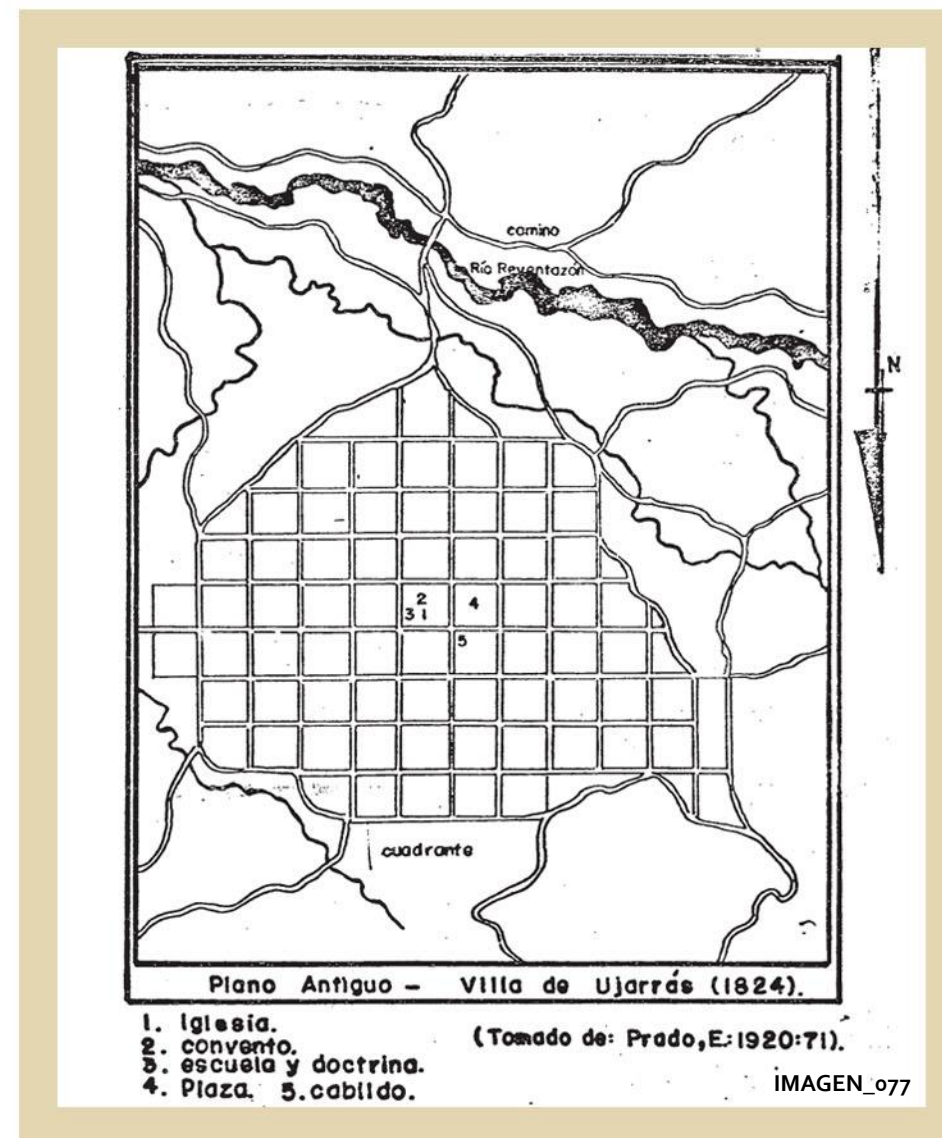 camino
Río Reventazón
N
2
3 1
4
5
cuadrante
Plano Antiguo - Villa de Ujarrás (1824).
1. Iglesia.
2. convento.
3. escuela y doctrina.
4. Plaza. 5. cabildo.
(Tomado de: Prado, E.: 1920:71).
IMAGEN_077